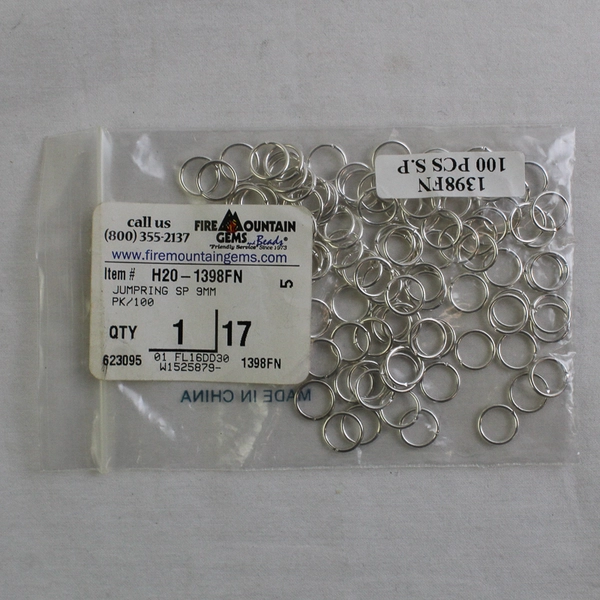 call us
(800) 355-2137
FIRE MOUNTAIN
GEMS and Beads®
"Friendly Service" Since 1973
www.firemountaingems.com
Item # H20-1398FN
JUMPRING SP 9MM
PK/100
5
QTY 1 17
623095 01 FL16DD30 1398FN
W1525879-
1398FN
100 PCS S.P
MADE IN CHINA